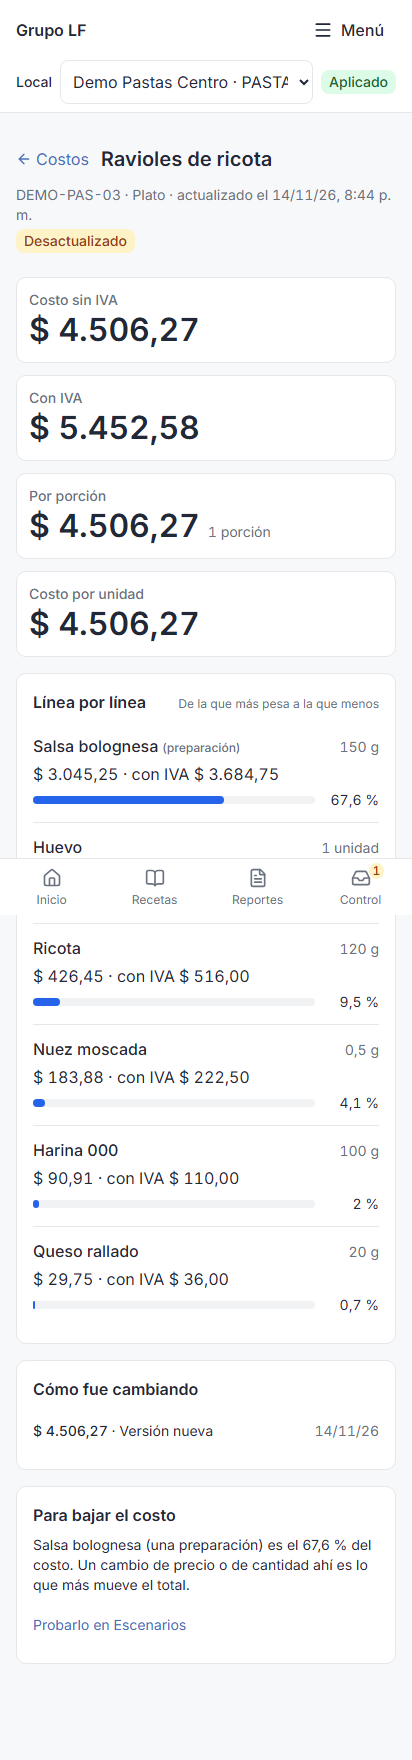 Grupo LF
Menú
Local
Demo Pastas Centro · PASTA
Aplicado
Costos
Ravioles de ricota
DEMO-PAS-03 · Plato · actualizado el 14/11/26, 8:44 p.
m.
Desactualizado
Costo sin IVA
$ 4.506,27
Con IVA
$ 5.452,58
Por porción
$ 4.506,27 1 porción
Costo por unidad
$ 4.506,27
Línea por línea
De la que más pesa a la que menos
Salsa bolognesa (preparación)
150 g
$ 3.045,25 · con IVA $ 3.684,75
67,6 %
Huevo
1 unidad
Inicio
Recetas
Reportes
Control
1
Ricota
120 g
$ 426,45 · con IVA $ 516,00
9,5 %
Nuez moscada
0,5 g
$ 183,88 · con IVA $ 222,50
4,1 %
Harina 000
100 g
$ 90,91 · con IVA $ 110,00
2 %
Queso rallado
20 g
$ 29,75 · con IVA $ 36,00
0,7 %
Cómo fue cambiando
$ 4.506,27 · Versión nueva
14/11/26
Para bajar el costo
Salsa bolognesa (una preparación) es el 67,6 % del
costo. Un cambio de precio o de cantidad ahí es lo
que más mueve el total.
Probarlo en Escenarios